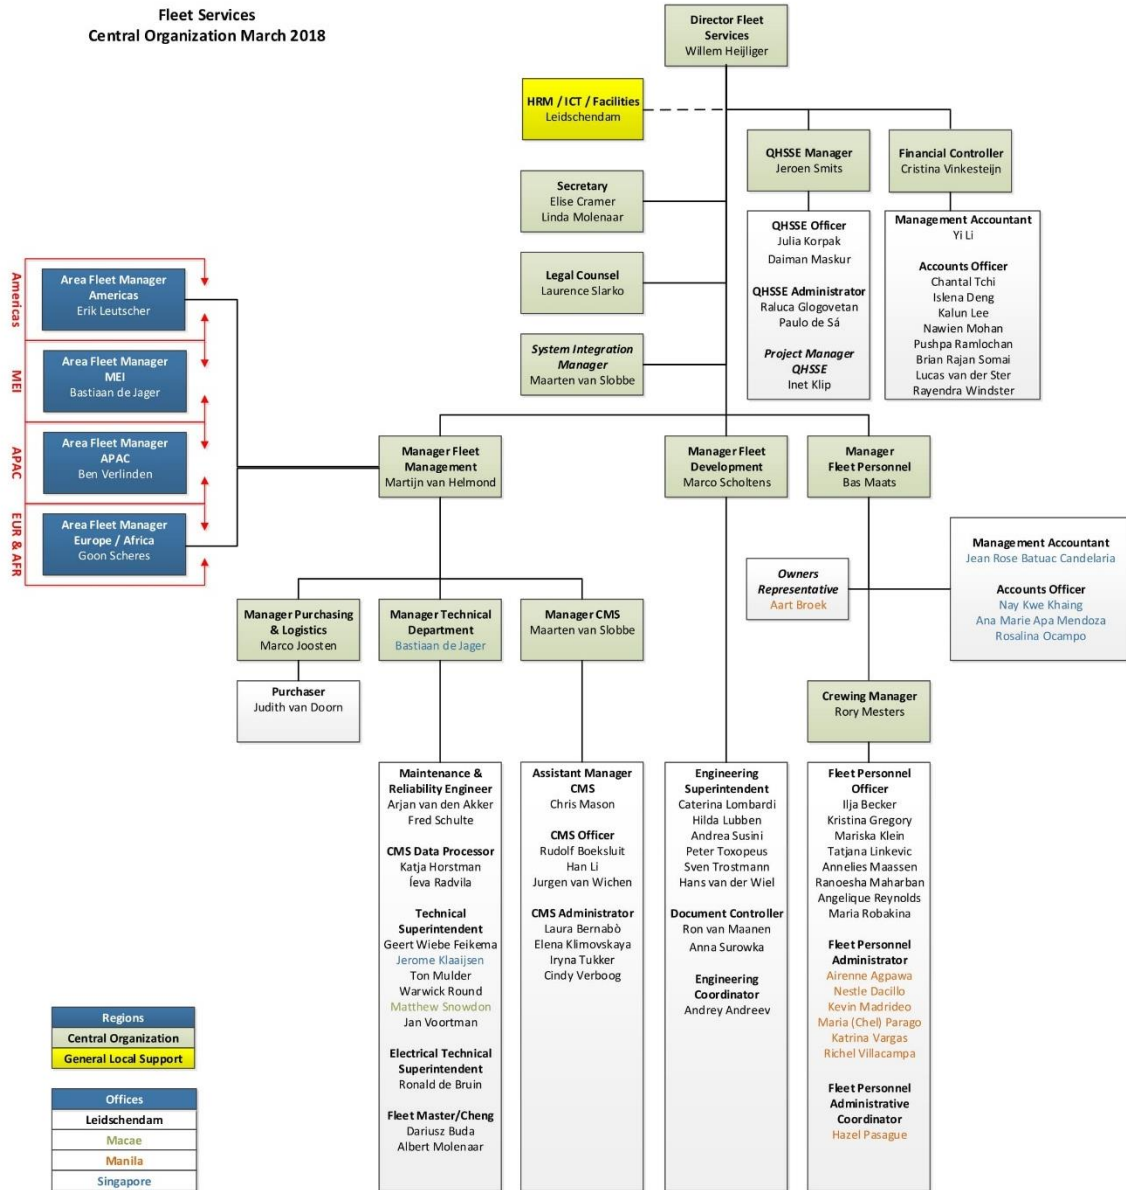 Fleet Services
Central Organization March 2018
Director Fleet
Services
Willem Heijliger
HRM / ICT / Facilities
Leidschendam
QHSSE Manager
Jeroen Smits
Financial Controller
Cristina Vinkesteijn
Secretary
Elise Cramer
Linda Molenaar
QHSSE Officer
Julia Korpak
Daiman Maskur
QHSSE Administrator
Raluca Glogovetan
Paulo de Sá
Project Manager
QHSSE
Inet Klip
Management Accountant
Yi Li
Accounts Officer
Chantal Tchi
Islena Deng
Kalun Lee
Nawien Mohan
Pushpa Ramlochan
Brian Rajan Somai
Lucas van der Ster
Rayendra Windster
Legal Counsel
Laurence Slarko
System Integration
Manager
Maarten van Slobbe
Americas
Area Fleet Manager
Americas
Erik Leutscher
MEI
Area Fleet Manager
MEI
Bastiaan de Jager
APAC
Area Fleet Manager
APAC
Ben Verlinden
EUR & AFR
Area Fleet Manager
Europe / Africa
Goon Scheres
Manager Fleet
Management
Martijn van Helmond
Manager Fleet
Development
Marco Scholtens
Manager
Fleet Personnel
Bas Maats
Owners
Representative
Aart Broek
Management Accountant
Jean Rose Batuac Candelaria
Accounts Officer
Nay Kwe Khaing
Ana Marie Apa Mendoza
Rosalina Ocampo
Manager Purchasing
& Logistics
Marco Joosten
Manager Technical
Department
Bastiaan de Jager
Manager CMS
Maarten van Slobbe
Purchaser
Judith van Doorn
Crewing Manager
Rory Mesters
Maintenance &
Reliability Engineer
Arjan van den Akker
Fred Schulte
CMS Data Processor
Katja Horstman
Íeva Radvila
Technical
Superintendent
Geert Wiebe Feikema
Jerome Klaaijsen
Ton Mulder
Warwick Round
Matthew Snowdon
Jan Voortman
Electrical Technical
Superintendent
Ronald de Bruin
Fleet Master/Cheng
Dariusz Buda
Albert Molenaar
Assistant Manager
CMS
Chris Mason
CMS Officer
Rudolf Boeksluit
Han Li
Jurgen van Wichen
CMS Administrator
Laura Bernabò
Elena Klimovskaya
Iryna Tukker
Cindy Verboog
Engineering
Superintendent
Caterina Lombardi
Hilda Lubben
Andrea Susini
Peter Toxopeus
Sven Trostmann
Hans van der Wiel
Document Controller
Ron van Maanen
Anna Surowka
Engineering
Coordinator
Andrey Andreev
Fleet Personnel
Officer
Ilja Becker
Kristina Gregory
Mariska Klein
Tatjana Linkevic
Annelies Maassen
Ranoesha Maharban
Angelique Reynolds
Maria Robakina
Fleet Personnel
Administrator
Airenne Agpawa
Nestle Dacillo
Kevin Madrideo
Maria (Chel) Parago
Katrina Vargas
Richel Villacampa
Fleet Personnel
Administrative
Coordinator
Hazel Pasague
Regions
Central Organization
General Local Support
Offices
Leidschendam
Macae
Manila
Singapore